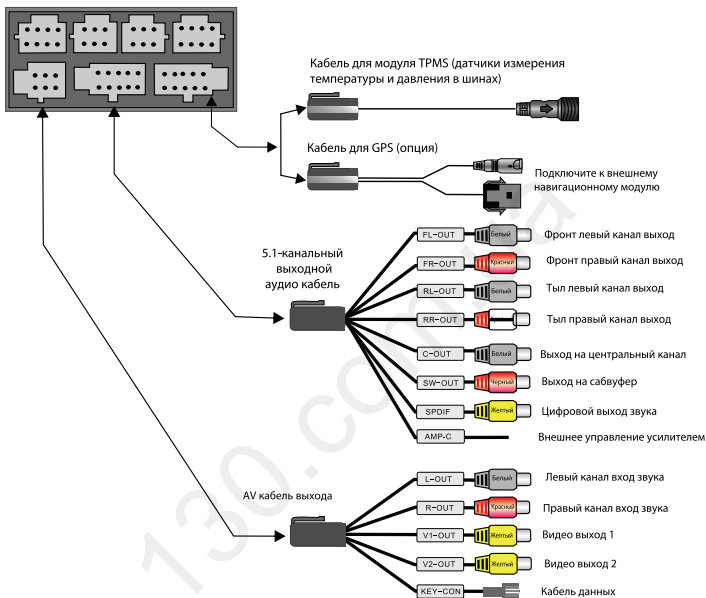 Кабель для модуля TPMS (датчики измерения
температуры и давления в шинах)
Кабель для GPS (опция)
Подключите к внешнему
навигационному модулю
5.1-канальный
выходной
аудио кабель
FL-OUT Белый Фронт левый канал выход
FR-OUT Красный Фронт правый канал выход
RL-OUT Белый Тыл левый канал выход
RR-OUT Тыл правый канал выход
C-OUT Белый Выход на центральный канал
SW-OUT Черный Выход на сабвуфер
SPDIF Желтый Цифровой выход звука
AMP-C Внешнее управление усилителем
AV кабель выхода
L-OUT Белый Левый канал вход звука
R-OUT Красный Правый канал вход звука
V1-OUT Желтый Видео выход 1
V2-OUT Желтый Видео выход 2
KEY-CON Кабель данных
130.com.ua